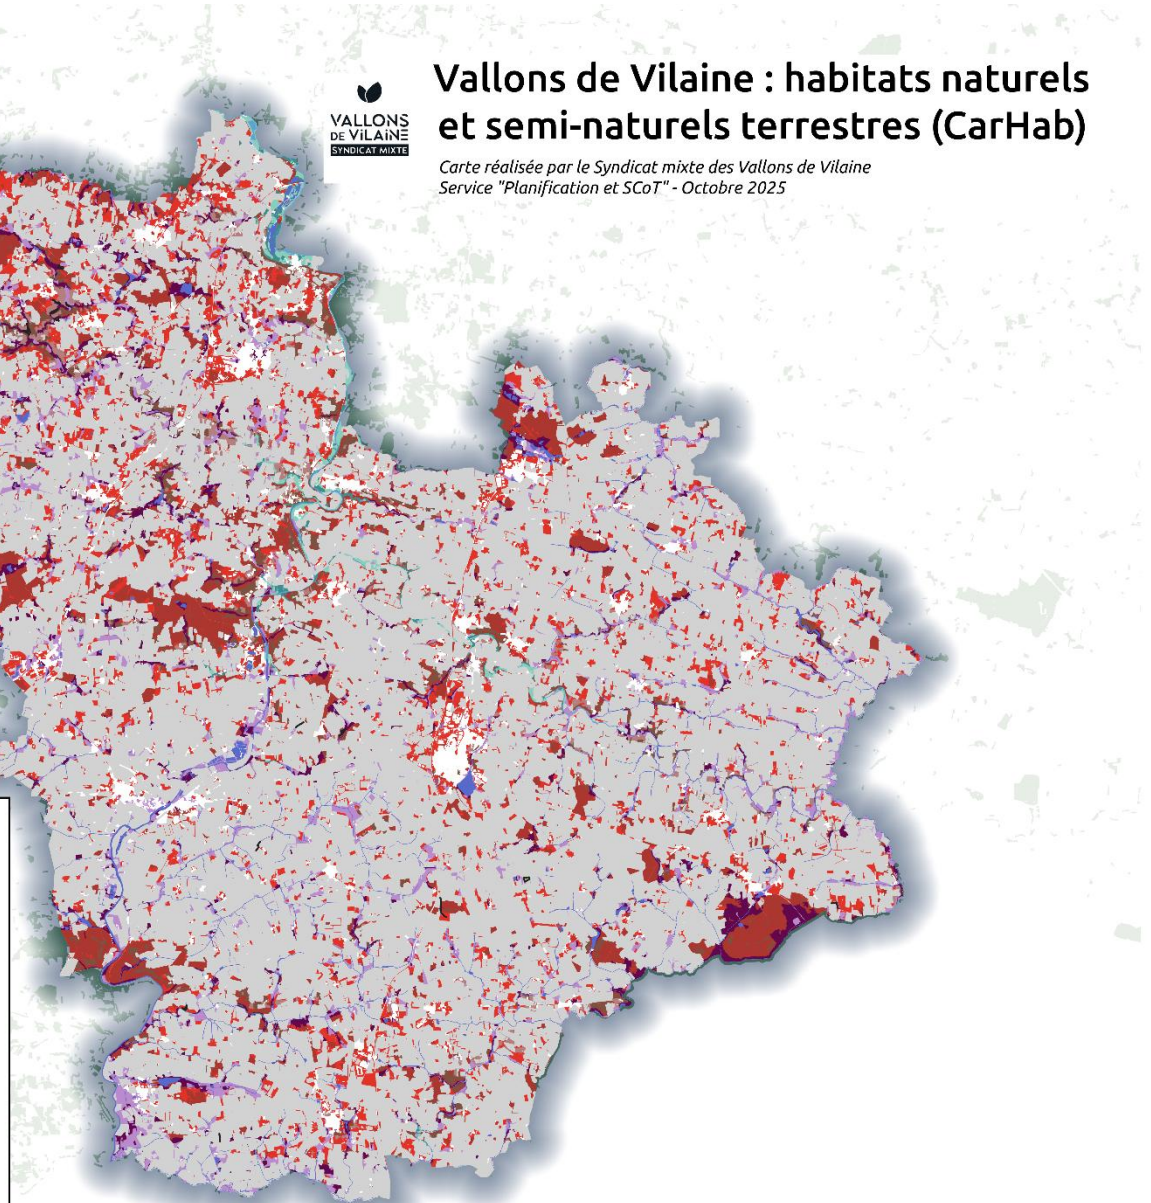 Vallons de Vilaine : habitats naturels
et semi-naturels terrestres (CarHab)
VALLONS
DE VILAINE
SYNDICAT MIXTE
Carte réalisée par le Syndicat mixte des Vallons de Vilaine
Service "Planification et SCoT" - Octobre 2025